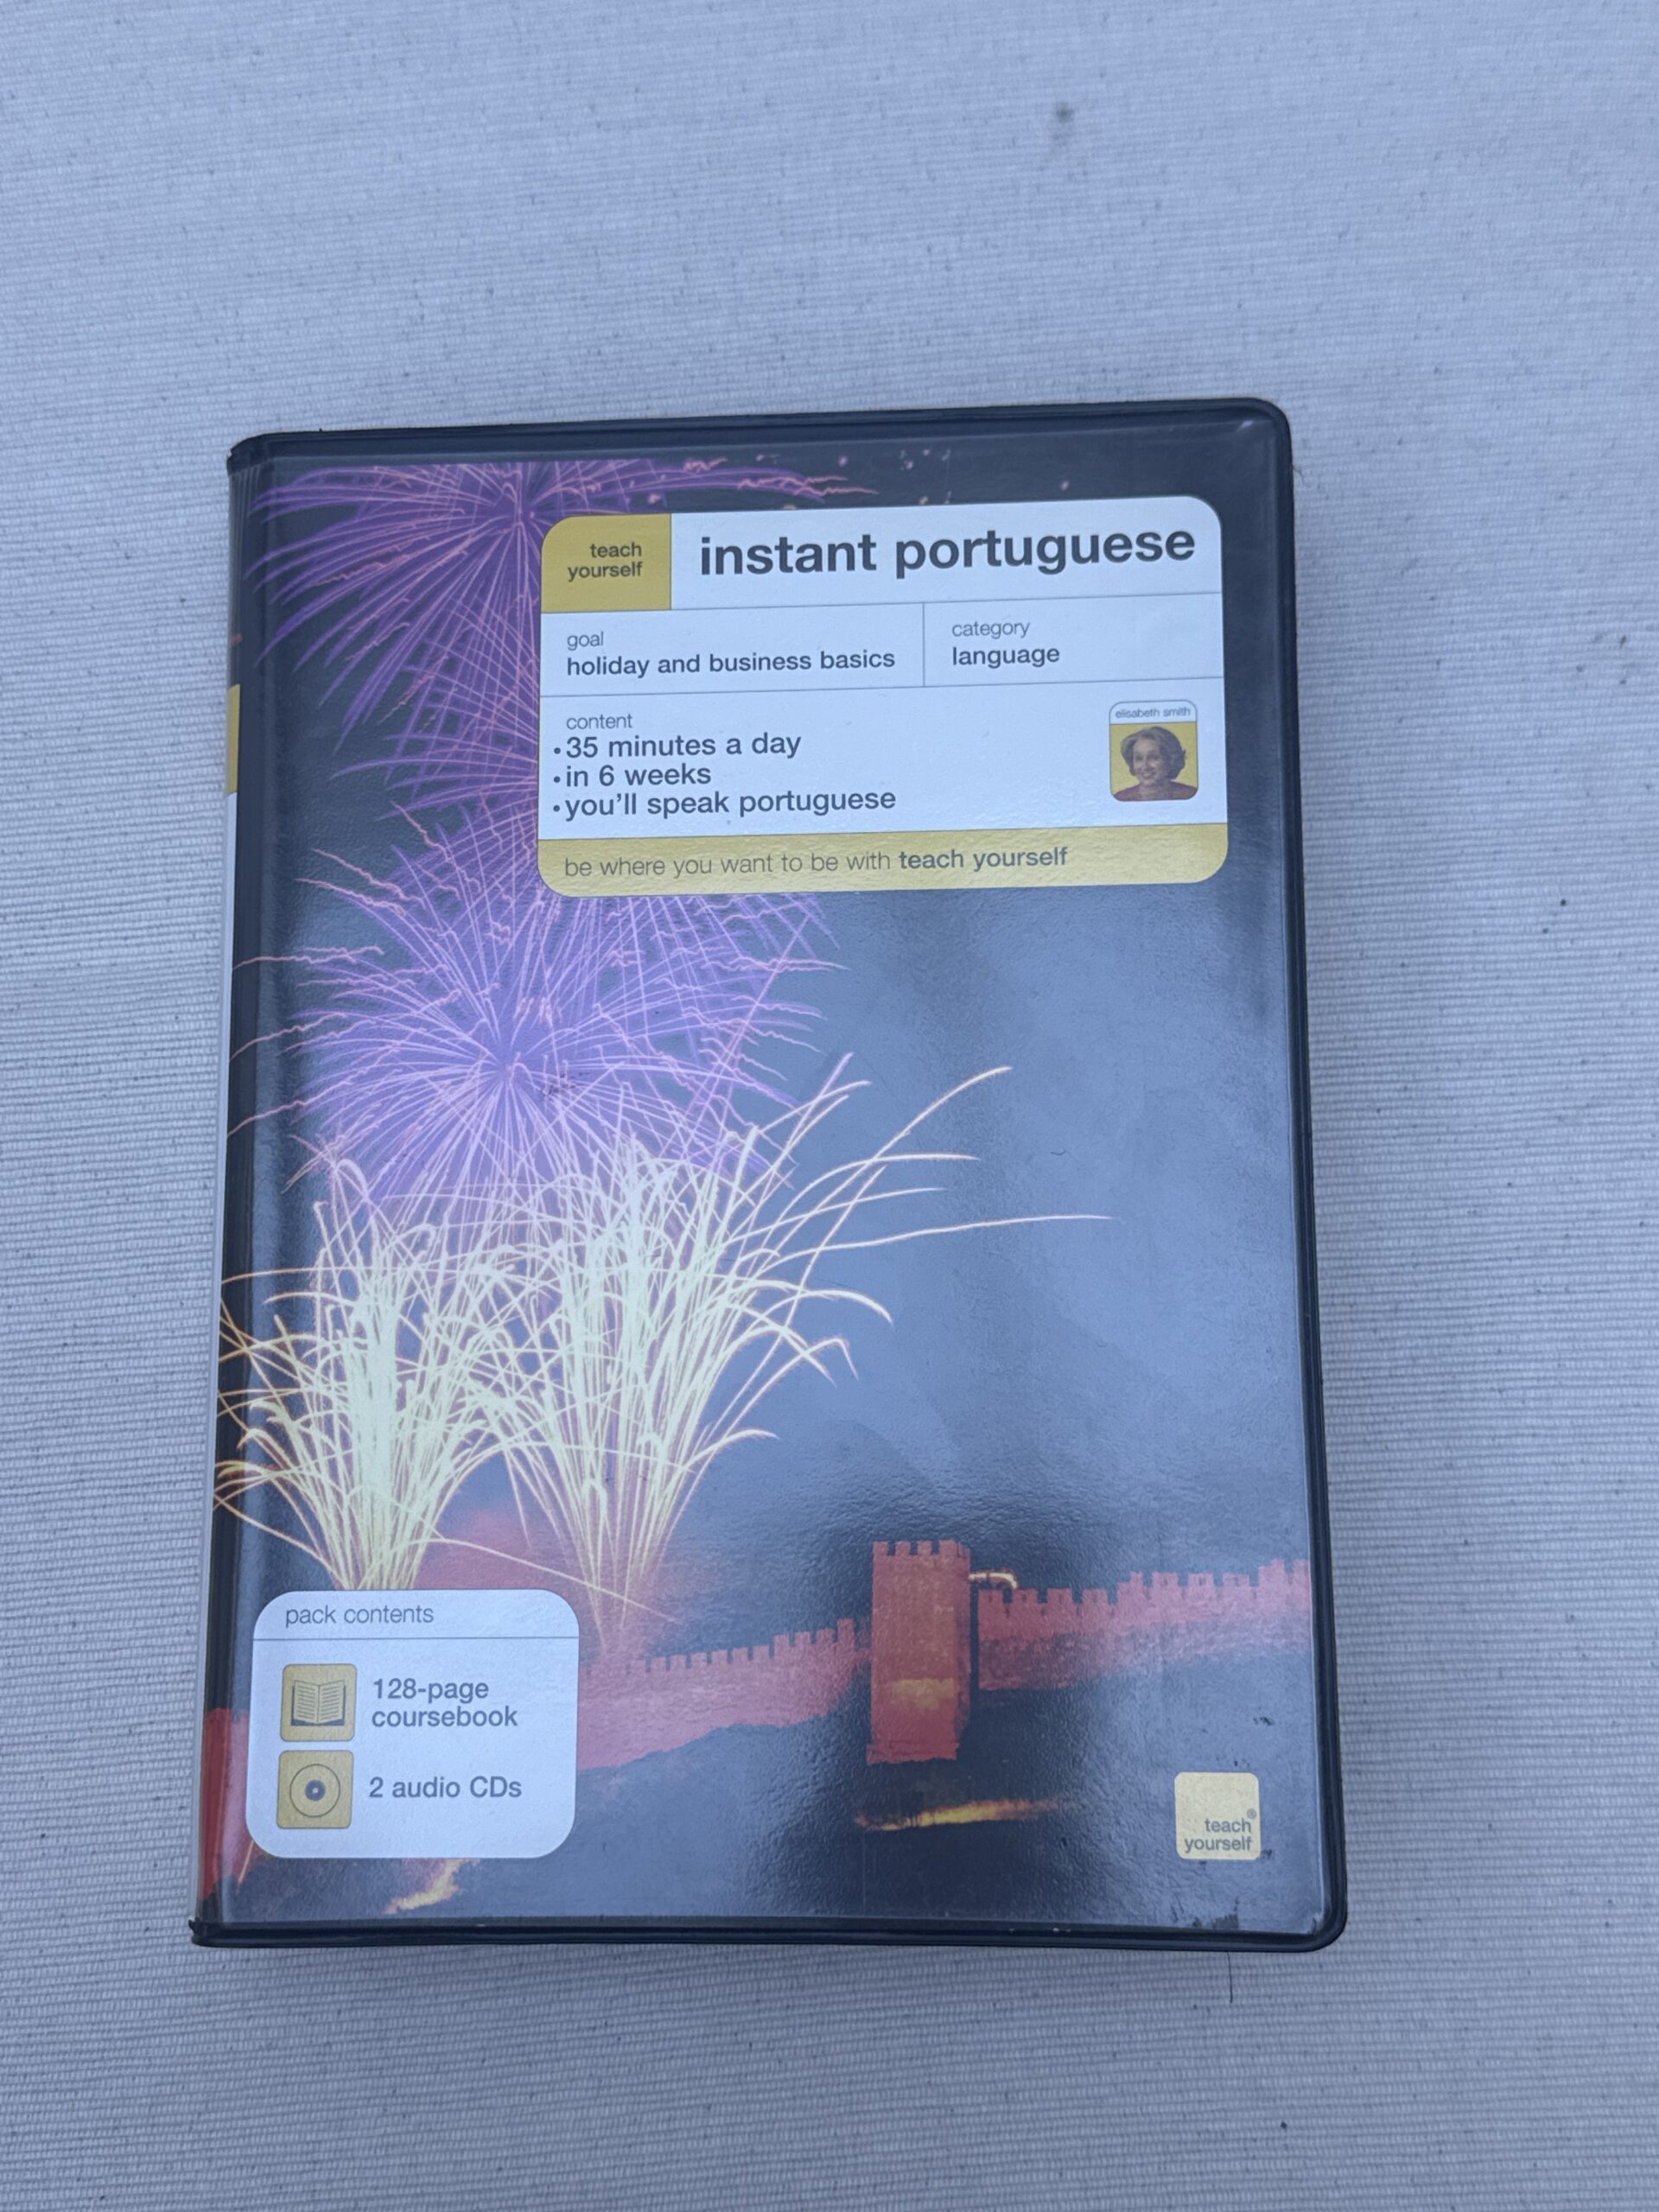 teach
yourself
instant portuguese
goal
holiday and business basics
category
language
content
•35 minutes a day
•in 6 weeks
•you'll speak portuguese
elisabeth smith
be where you want to be with teach yourself
pack contents
128-page
coursebook
2 audio CDs
teach®
yourself